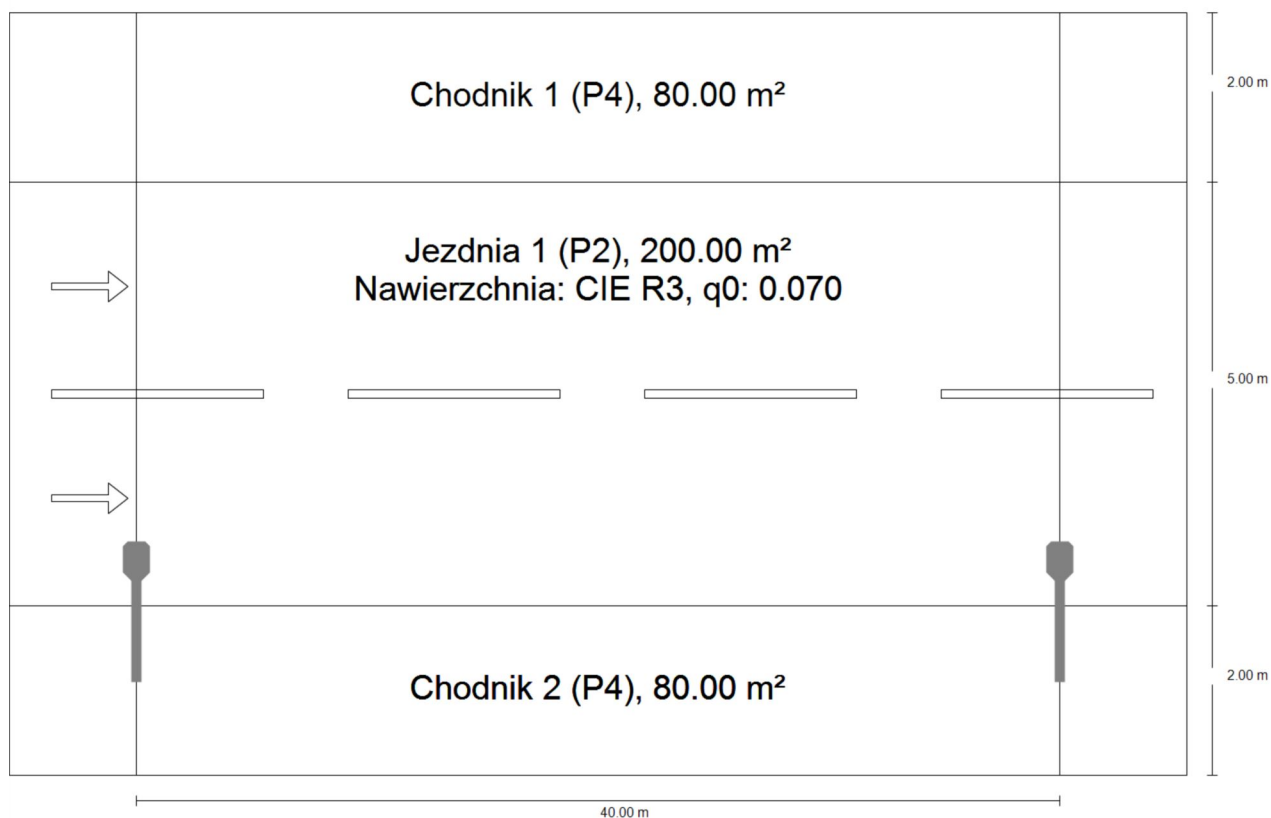 Chodnik 1 (P4), 80.00 m²
2.00 m
Jezdnia 1 (P2), 200.00 m²
Nawierzchnia: CIE R3, q0: 0.070
5.00 m
Chodnik 2 (P4), 80.00 m²
2.00 m
40.00 m